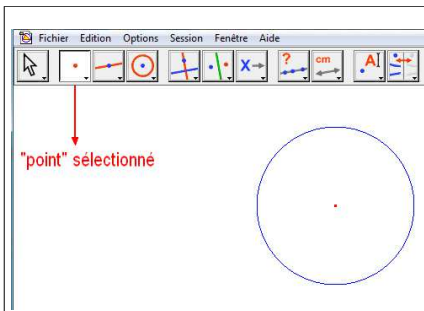 Fichier Edition Options Session Fenêtre Aide
X ? cm A
"point" sélectionné